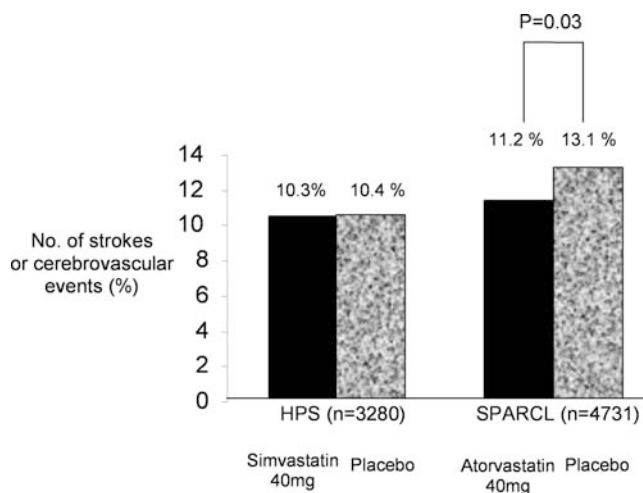 P=0.03
11.2 % 13.1 %
10.3% 10.4 %
14
12
10
8
6
4
2
0
No. of strokes
or cerebrovascular
events (%)
HPS (n=3280) SPARCL (n=4731)
Simvastatin Placebo Atorvastatin Placebo
40mg 40mg